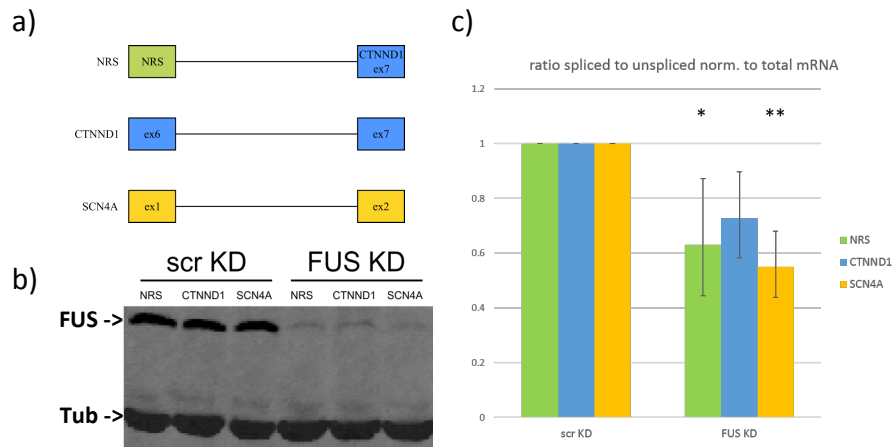 a)
NRS NRS CTNND1
ex7
CTNND1 ex6 ex7
SCN4A ex1 ex2
b)
scr KD FUS KD
NRS CTNND1 SCN4A NRS CTNND1 SCN4A
FUS ->
Tub ->
c)
ratio spliced to unspliced norm. to total mRNA
1.2
* **
1
0.8
0.6
0.4
0.2
0
scr KD FUS KD
NRS
CTNND1
SCN4A